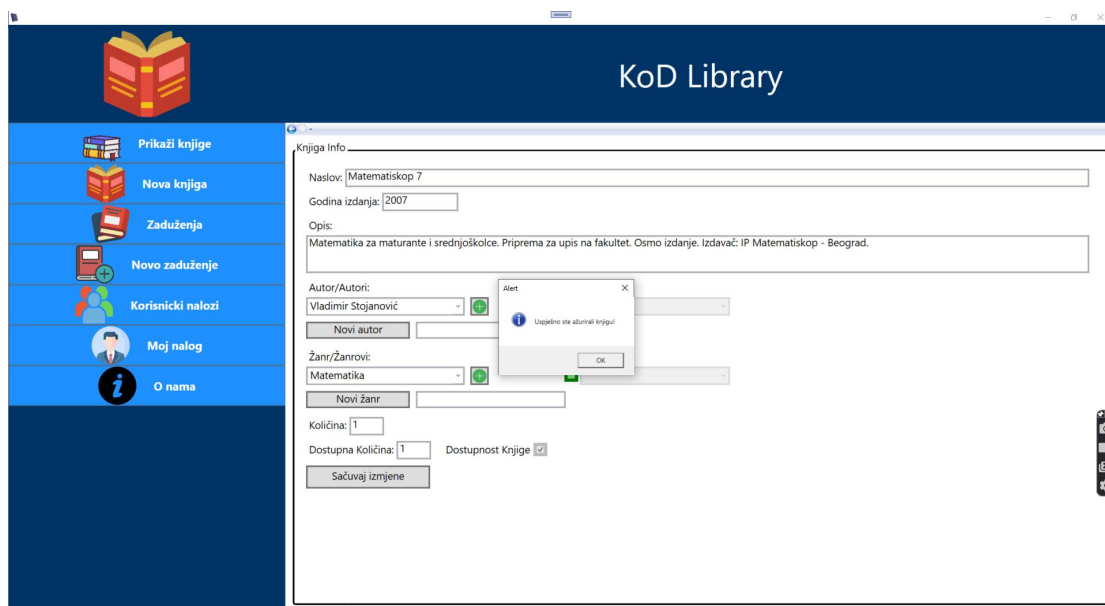 KoD Library
Prikaži knjige
Nova knjiga
Zaduženja
Novo zaduženje
Korisnicki nalozi
Moj nalog
O nama
Knjiga Info
Naslov: Matematiskop 7
Godina izdanja: 2007
Opis:
Matematika za maturante i srednjoškolce. Priprema za upis na fakultet. Osmo izdanje. Izdavač: IP Matematiskop - Beograd.
Autor/Autori:
Vladimir Stojanović
Novi autor
Žanr/Žanrovi:
Matematika
Novi žanr
Količina: 1
Dostupna Količina: 1 Dostupnost Knjige
Sačuvaj izmjene
Alert
Uspješno ste ažurirali knjigu!
OK